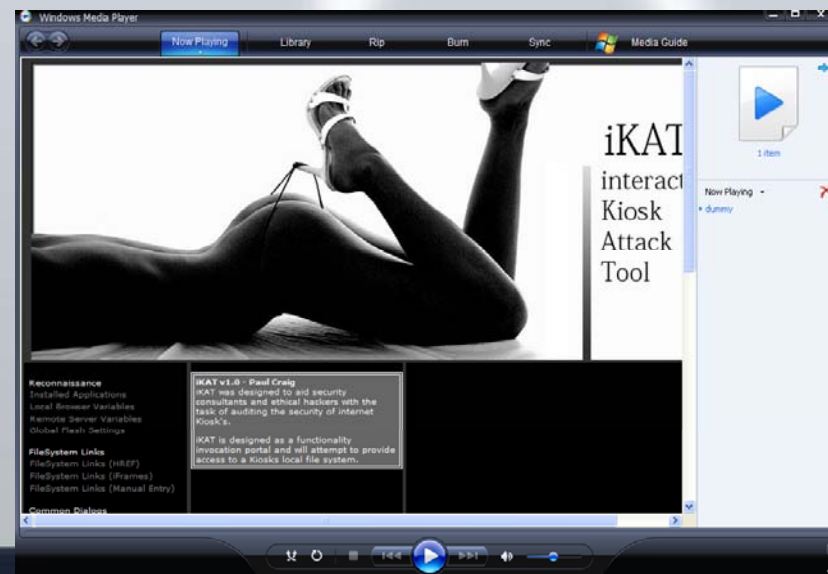 Windows Media Player
Now Playing Library Rip Burn Sync Media Guide
iKAT
interact
Kiosk
Attack
Tool
1 item
Now Playing
dummy
Reconnaissance
Installed Applications
Local Browser Variables
Remote Server Variables
Global Flash Settings
FileSystem Links
FileSystem Links (HREF)
FileSystem Links (iFrames)
FileSystem Links (Manual Entry)
Common Dialogs
iKAT v1.0 - Paul Craig
iKAT was designed to aid security
consultants and ethical hackers with the
task of auditing the security of internet
Kiosk's.
iKAT is designed as a functionality
invocation portal and will attempt to provide
access to a Kiosks local file system.